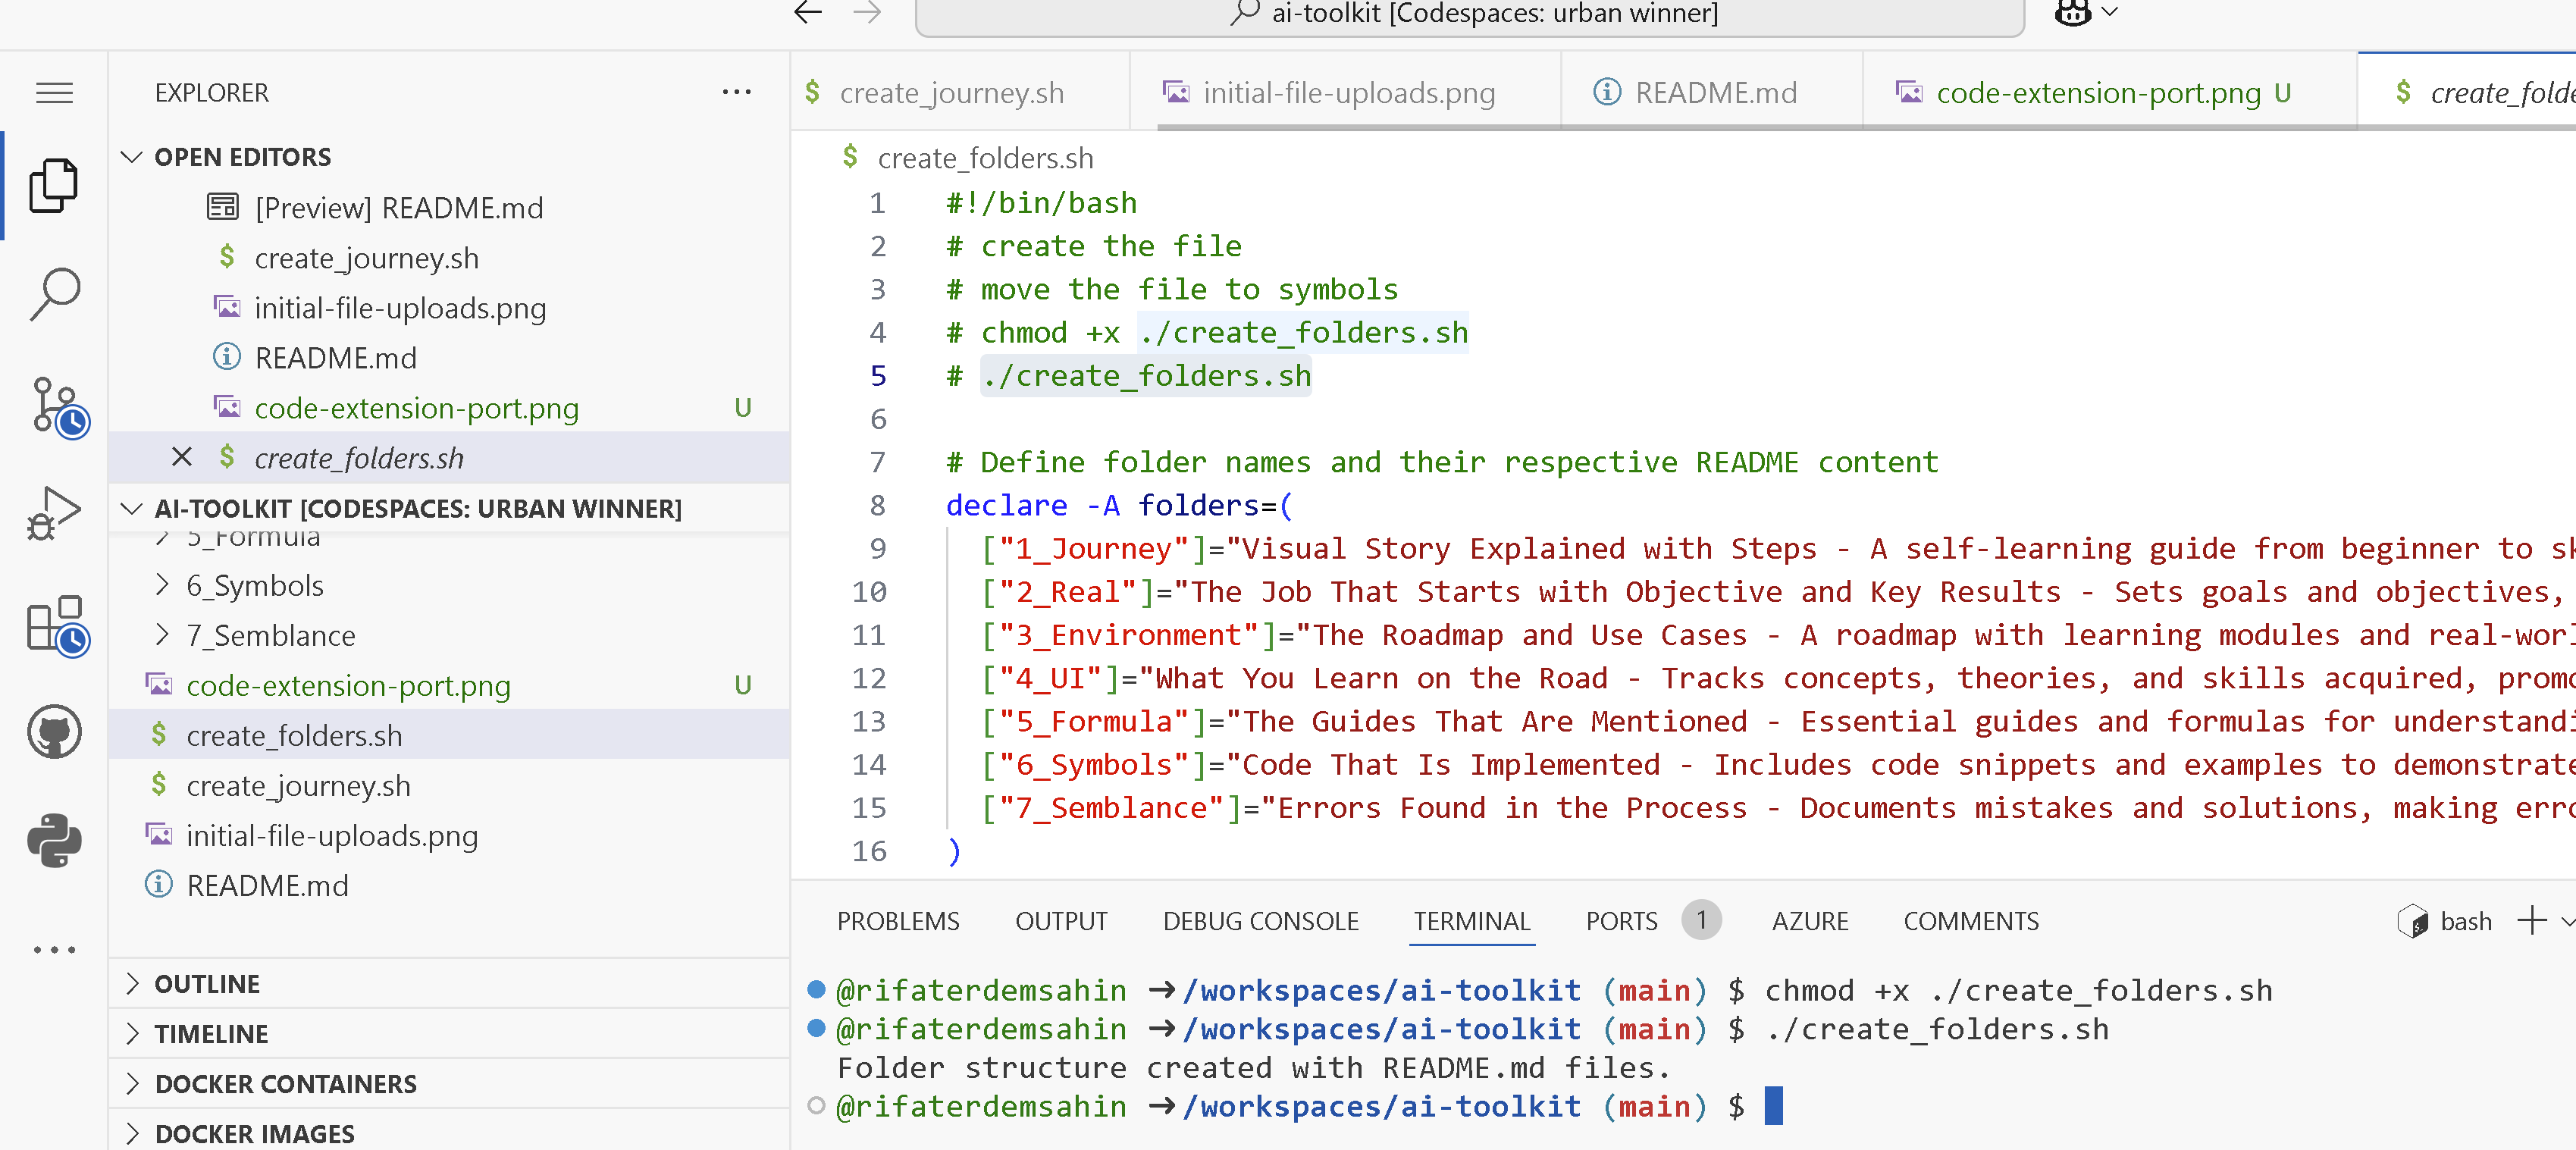 ai-toolkit [Codespaces: urban winner]
EXPLORER
OPEN EDITORS
[Preview] README.md
$ create_journey.sh
initial-file-uploads.png
README.md
code-extension-port.png U
$ create_folders.sh
AI-TOOLKIT [CODESPACES: URBAN WINNER]
5_Formula
6_Symbols
7_Semblance
code-extension-port.png U
$ create_folders.sh
$ create_journey.sh
initial-file-uploads.png
README.md
OUTLINE
TIMELINE
DOCKER CONTAINERS
DOCKER IMAGES
$ create_journey.sh initial-file-uploads.png README.md code-extension-port.png U $
$ create_folders.sh
1 #!/bin/bash
2 # create the file
3 # move the file to symbols
4 # chmod +x ./create_folders.sh
5 # ./create_folders.sh
6
7 # Define folder names and their respective README content
8 declare -A folders=(
9 ["1_Journey"]="Visual Story Explained with Steps - A self-learning guide from beginner to
10 ["2_Real"]="The Job That Starts with Objective and Key Results - Sets goals and objectives,
11 ["3_Environment"]="The Roadmap and Use Cases - A roadmap with learning modules and
12 ["4_UI"]="What You Learn on the Road - Tracks concepts, theories, and skills acquired,
13 ["5_Formula"]="The Guides That Are Mentioned - Essential guides and formulas for
14 ["6_Symbols"]="Code That Is Implemented - Includes code snippets and examples to
15 ["7_Semblance"]="Errors Found in the Process - Documents mistakes and solutions, making
16 )
PROBLEMS OUTPUT DEBUG CONSOLE TERMINAL PORTS 1 AZURE COMMENTS bash
@rifaterdemsahin →/workspaces/ai-toolkit (main) $ chmod +x ./create_folders.sh
@rifaterdemsahin →/workspaces/ai-toolkit (main) $ ./create_folders.sh
Folder structure created with README.md files.
@rifaterdemsahin →/workspaces/ai-toolkit (main) $